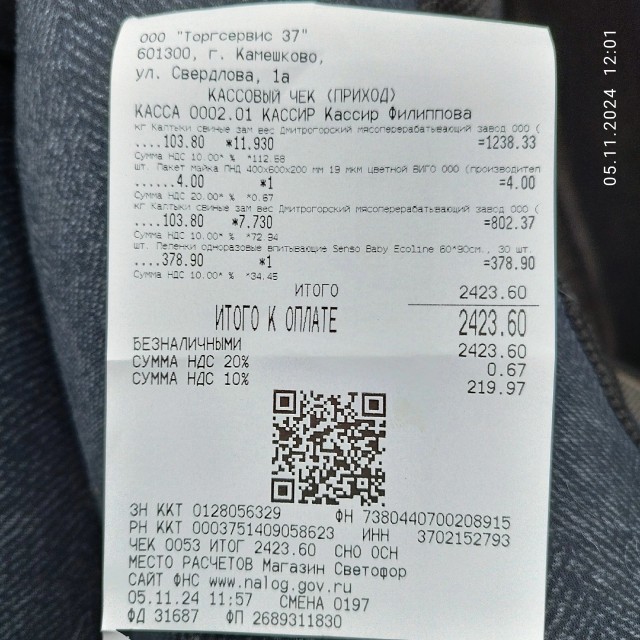 ООО "Торгсервис 37"
601300, г. Камешково,
ул. Свердлова, 1а
КАССОВЫЙ ЧЕК (ПРИХОД)
КАССА 0002.01 КАССИР Кассир Филиппова
кг Калтыки свиные зам вес Дмитрогорский мясоперерабатывающий завод ООО (
....103.80 *11.930 =1238.33
Сумма НДС 10.00* % *112.58
шт. Пакет майка ПНД 400х600х200 мм 19 мкм цветной ВИГО ООО (производител
......4.00 *1 =4.00
Сумма НДС 20.00* % *0.67
кг Калтыки свиные зам вес Дмитрогорский мясоперерабатывающий завод ООО (
....103.80 *7.730 =802.37
Сумма НДС 10.00* % *72.94
шт. Пеленки одноразовые впитывающие Senso Baby Ecoline 60*90см., 30 шт.
....378.90 *1 =378.90
Сумма НДС 10.00* % *34.45
ИТОГО 2423.60
ИТОГО К ОПЛАТЕ 2423.60
БЕЗНАЛИЧНЫМИ 2423.60
СУММА НДС 20% 0.67
СУММА НДС 10% 219.97
ЗН ККТ 0128056329 ФН 7380440700208915
РН ККТ 0003751409058623 ИНН 3702152793
ЧЕК 0053 ИТОГ 2423.60 СНО ОСН
МЕСТО РАСЧЕТОВ Магазин Светофор
САЙТ ФНС www.nalog.gov.ru
05.11.24 11:57 СМЕНА 0197
ФД 31687 ФП 2689311830
05.11.2024 12:01